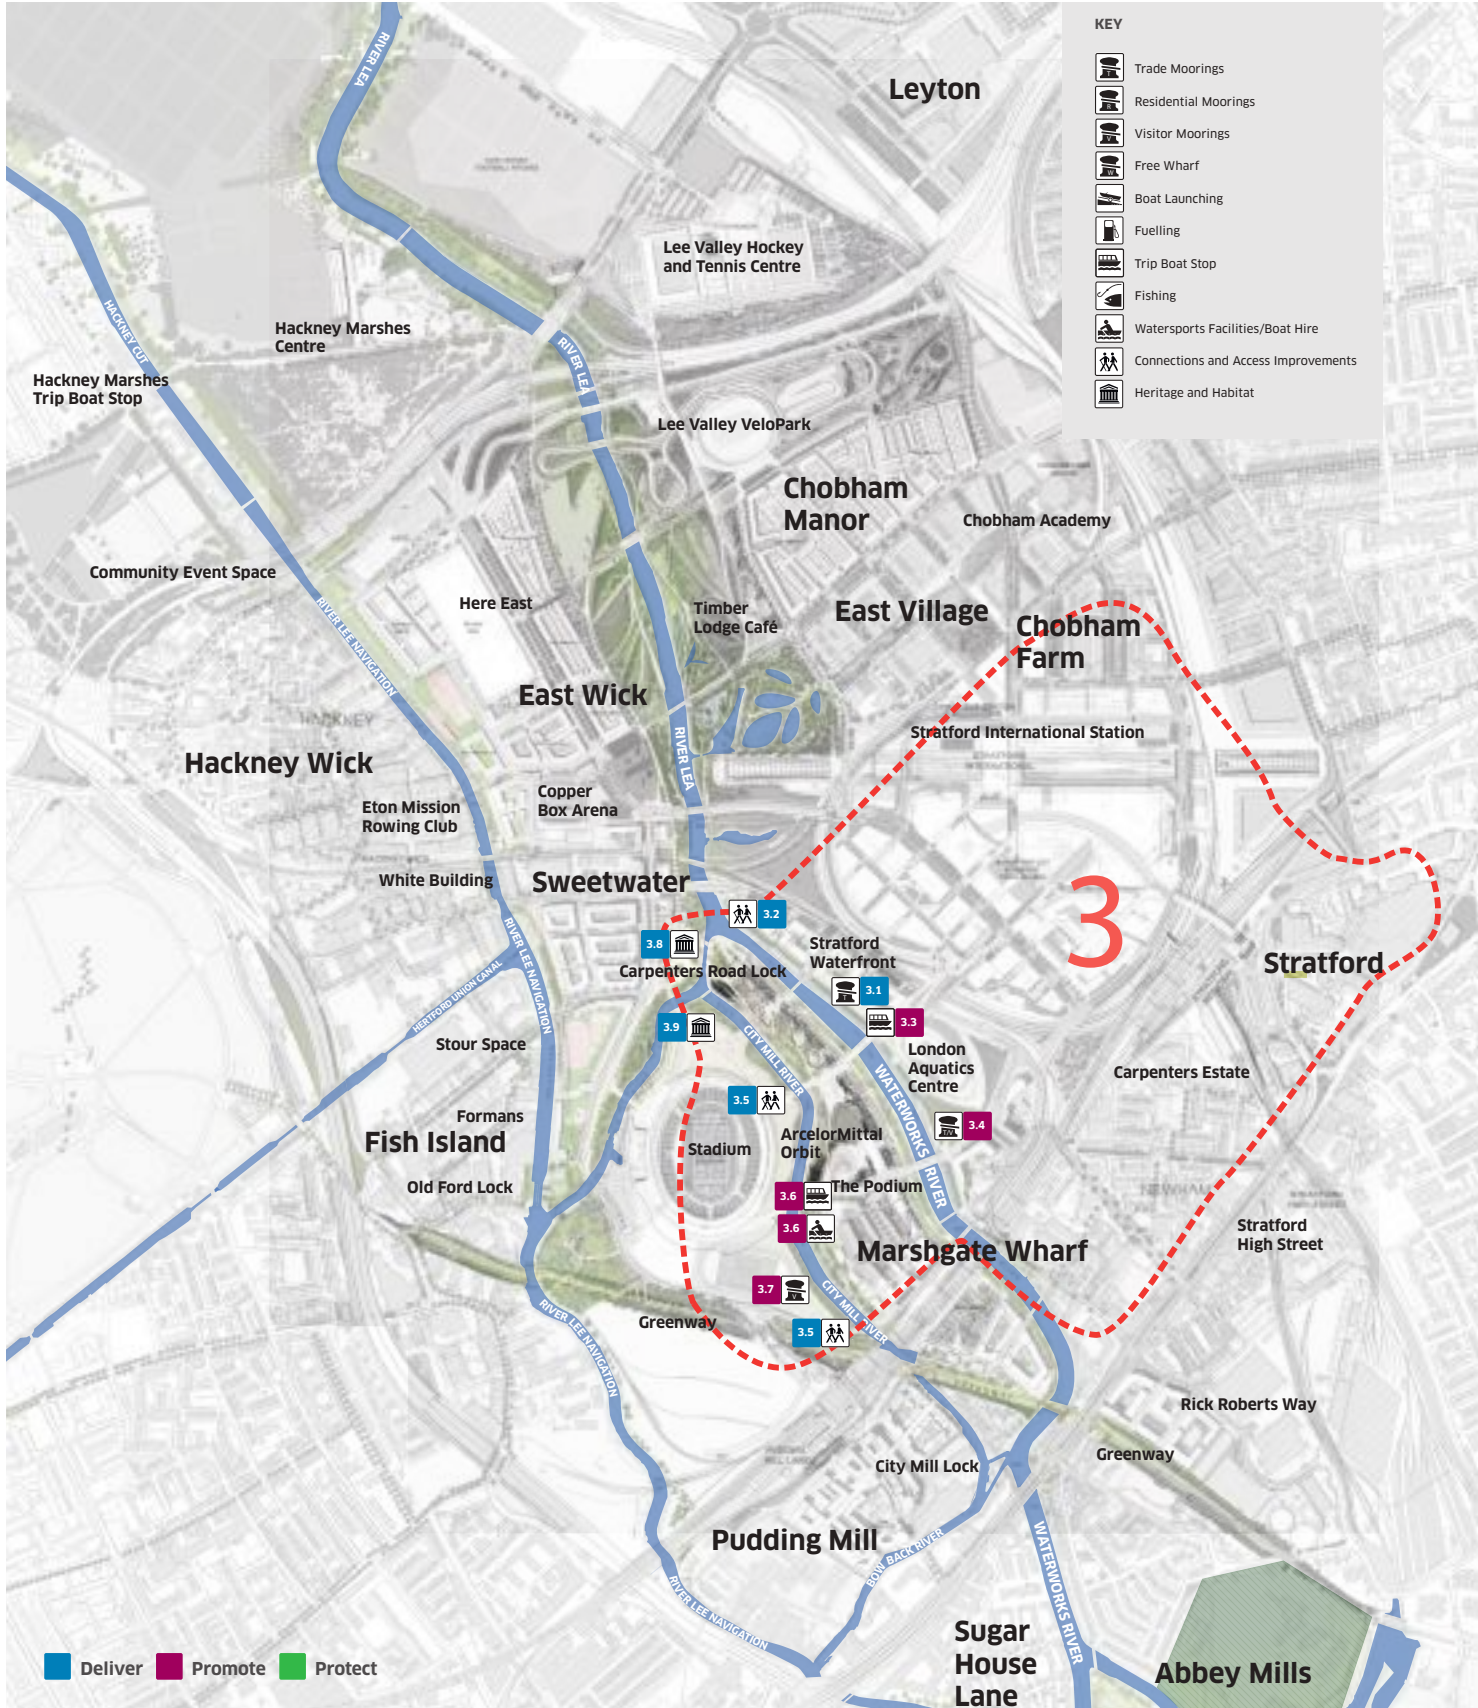 KEY
Trade Moorings
Residential Moorings
Visitor Moorings
Free Wharf
Boat Launching
Fuelling
Trip Boat Stop
Fishing
Watersports Facilities/Boat Hire
Connections and Access Improvements
Heritage and Habitat
RIVER LEA
Leyton
Lee Valley Hockey
and Tennis Centre
HACKNEY CUT
Hackney Marshes
Centre
RIVER LEA
Hackney Marshes
Trip Boat Stop
Lee Valley VeloPark
Chobham
Manor
Chobham Academy
Community Event Space
Here East
RIVER LEE NAVIGATION
Timber
Lodge Café
East Village
Chobham
Farm
East Wick
HACKNEY
RIVER LEA
Stratford International Station
Hackney Wick
Copper
Box Arena
Eton Mission
Rowing Club
White Building
Sweetwater
3
3.2
3.8
RIVER LEE NAVIGATION
Stratford
Waterfront
Stratford
Carpenters Road Lock
HERTFORD UNION CANAL
3.1
3.3
3.9
CITY MILL RIVER
Stour Space
London
Aquatics
Centre
WATERWORKS RIVER
Carpenters Estate
3.5
Formans
Fish Island
3.4
ArcelorMittal
Orbit
Stadium
Old Ford Lock
3.6
The Podium
3.6
Stratford
High Street
Marshgate Wharf
3.7
CITY MILL RIVER
Greenway
3.5
RIVER LEE NAVIGATION
Rick Roberts Way
Greenway
City Mill Lock
Pudding Mill
BOW BACK RIVER
WATERWORKS RIVER
RIVER LEE NAVIGATION
Sugar
House
Lane
Abbey Mills
Deliver
Promote
Protect